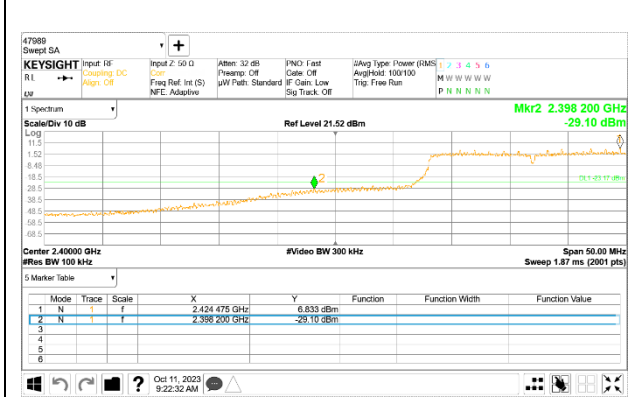 47989
Swept SA
+
KEYSIGHT Input: RF Input Z: 50 Ω Atten: 32 dB PNO: Fast #Avg Type: Power (RMS 1 2 3 4 5 6
RL Coupling: DC Corr Preamp: Off Gate: Off Avg|Hold: 100/100 M W W W W W
Align: Off Freq Ref: Int (S) µW Path: Standard IF Gain: Low Trig: Free Run
NFE: Adaptive Sig Track: Off P N N N N N
1 Spectrum Mkr2 2.398 200 GHz
Scale/Div 10 dB Ref Level 21.52 dBm -29.10 dBm
Log
11.5
1.52
-8.48
-18.5
-28.5
-38.5
-48.5
-58.5
-68.5
2
DL1 -23.17 dBm
Center 2.40000 GHz #Video BW 300 kHz Span 50.00 MHz
#Res BW 100 kHz Sweep 1.87 ms (2001 pts)
5 Marker Table
Mode Trace Scale X Y Function Function Width Function Value
1 N 1 f 2.424 475 GHz 6.833 dBm
2 N 1 f 2.398 200 GHz -29.10 dBm
3
4
5
6
? Oct 11, 2023
9:22:32 AM